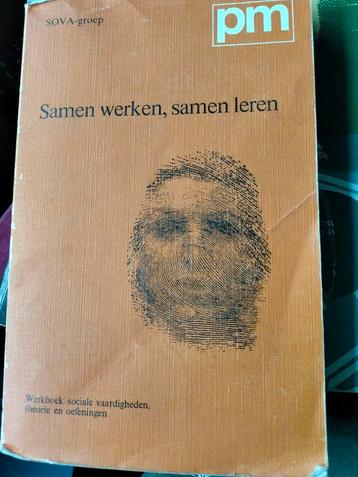 SOVA-groep
pm
Samen werken, samen leren
Werkboek sociale vaardigheden,
theorie en oefeningen